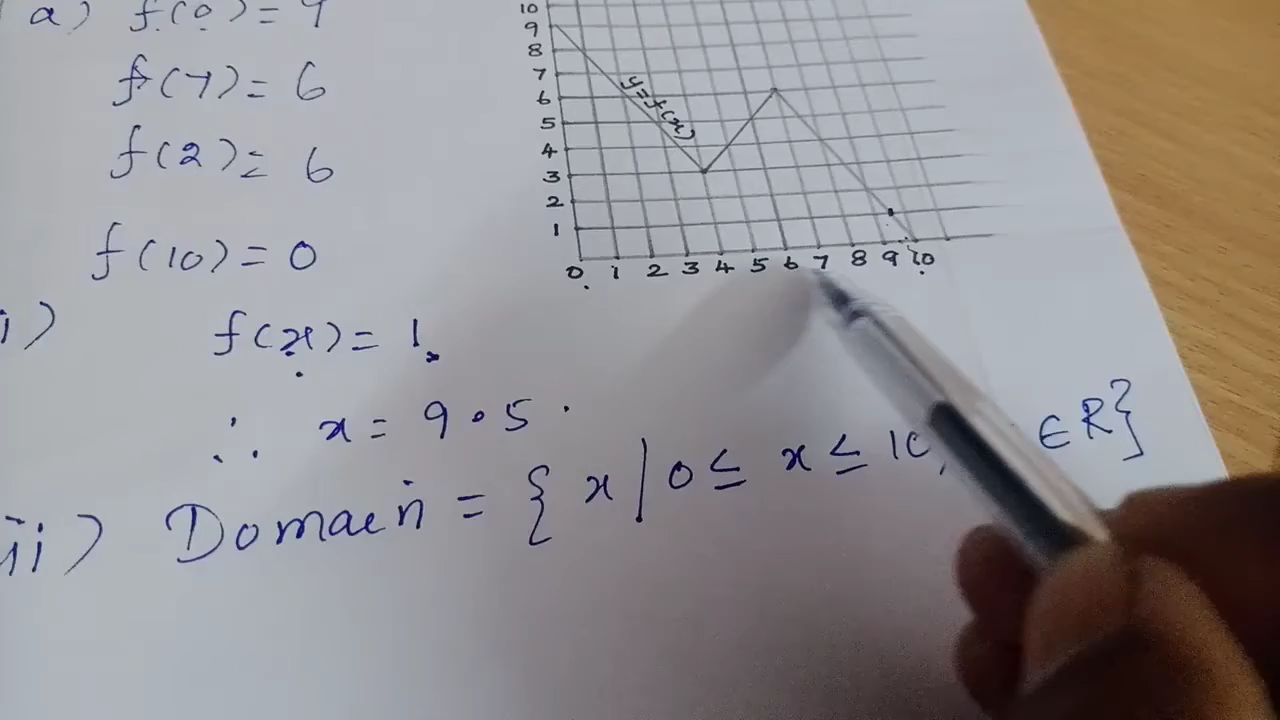 a) f(0) = 9
f(7) = 6
f(2) = 6
f(10) = 0
i) f(x) = 1
∴ x = 9.5
ii) Domain = { x | 0 ≤ x ≤ 10, ∈ R}
10
9
8
7
6
5
4
3
2
1
y=f(x)
0 1 2 3 4 5 6 7 8 9 10